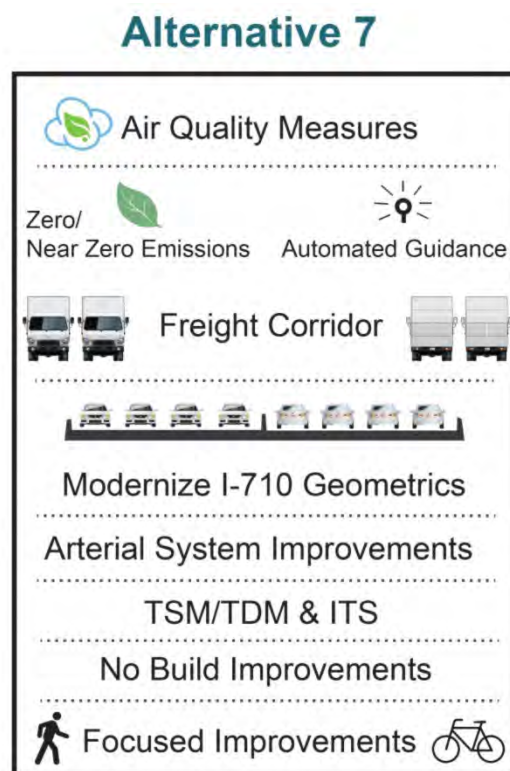 Alternative 7
Air Quality Measures
Zero/
Near Zero Emissions
Automated Guidance
Freight Corridor
Modernize I-710 Geometrics
Arterial System Improvements
TSM/TDM & ITS
No Build Improvements
Focused Improvements